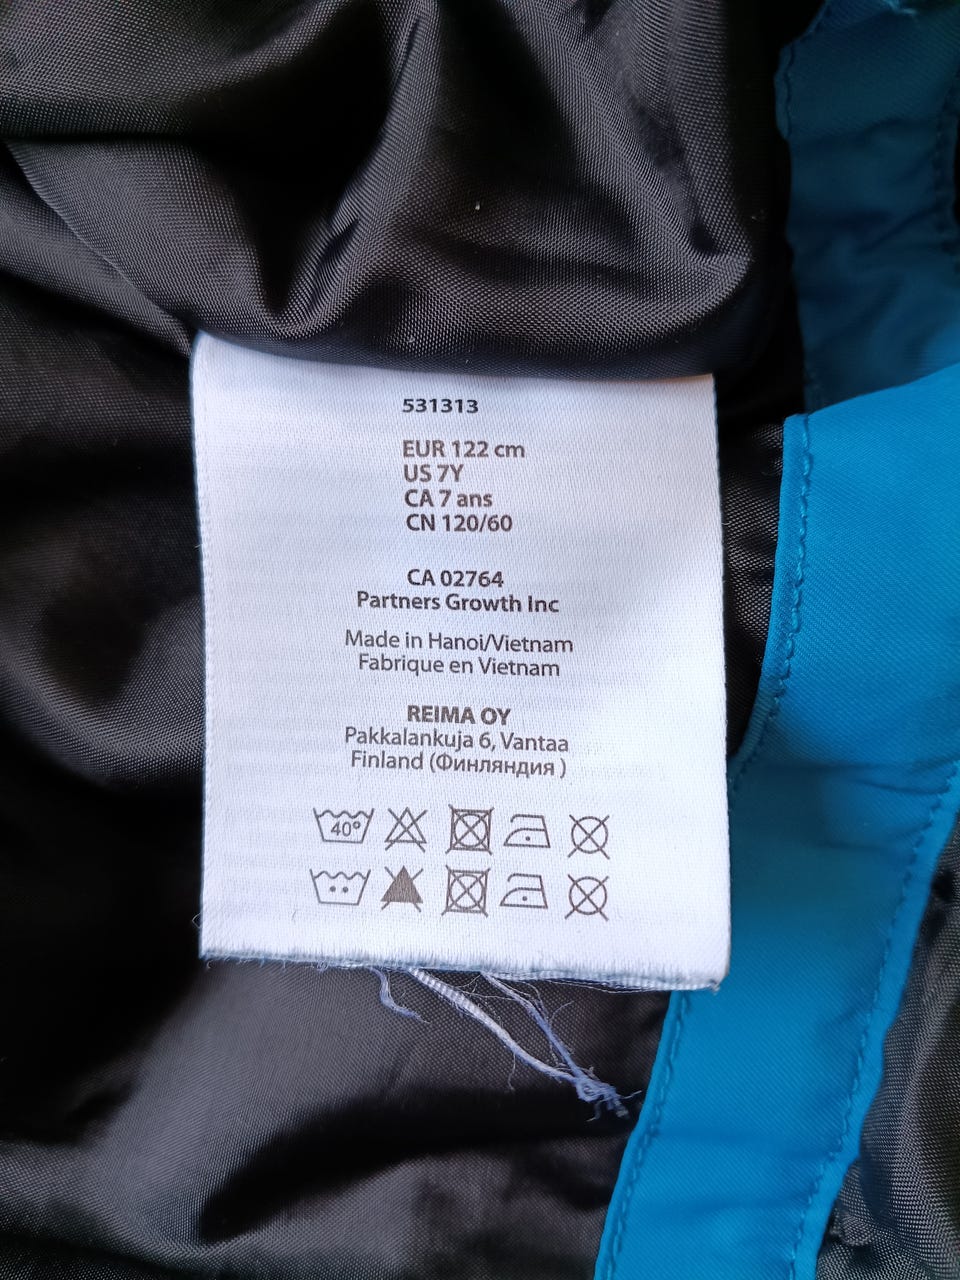 531313
EUR 122 cm
US 7Y
CA 7 ans
CN 120/60
CA 02764
Partners Growth Inc
Made in Hanoi/Vietnam
Fabrique en Vietnam
REIMA OY
Pakkalankuja 6, Vantaa
Finland (Финляндия )
40°